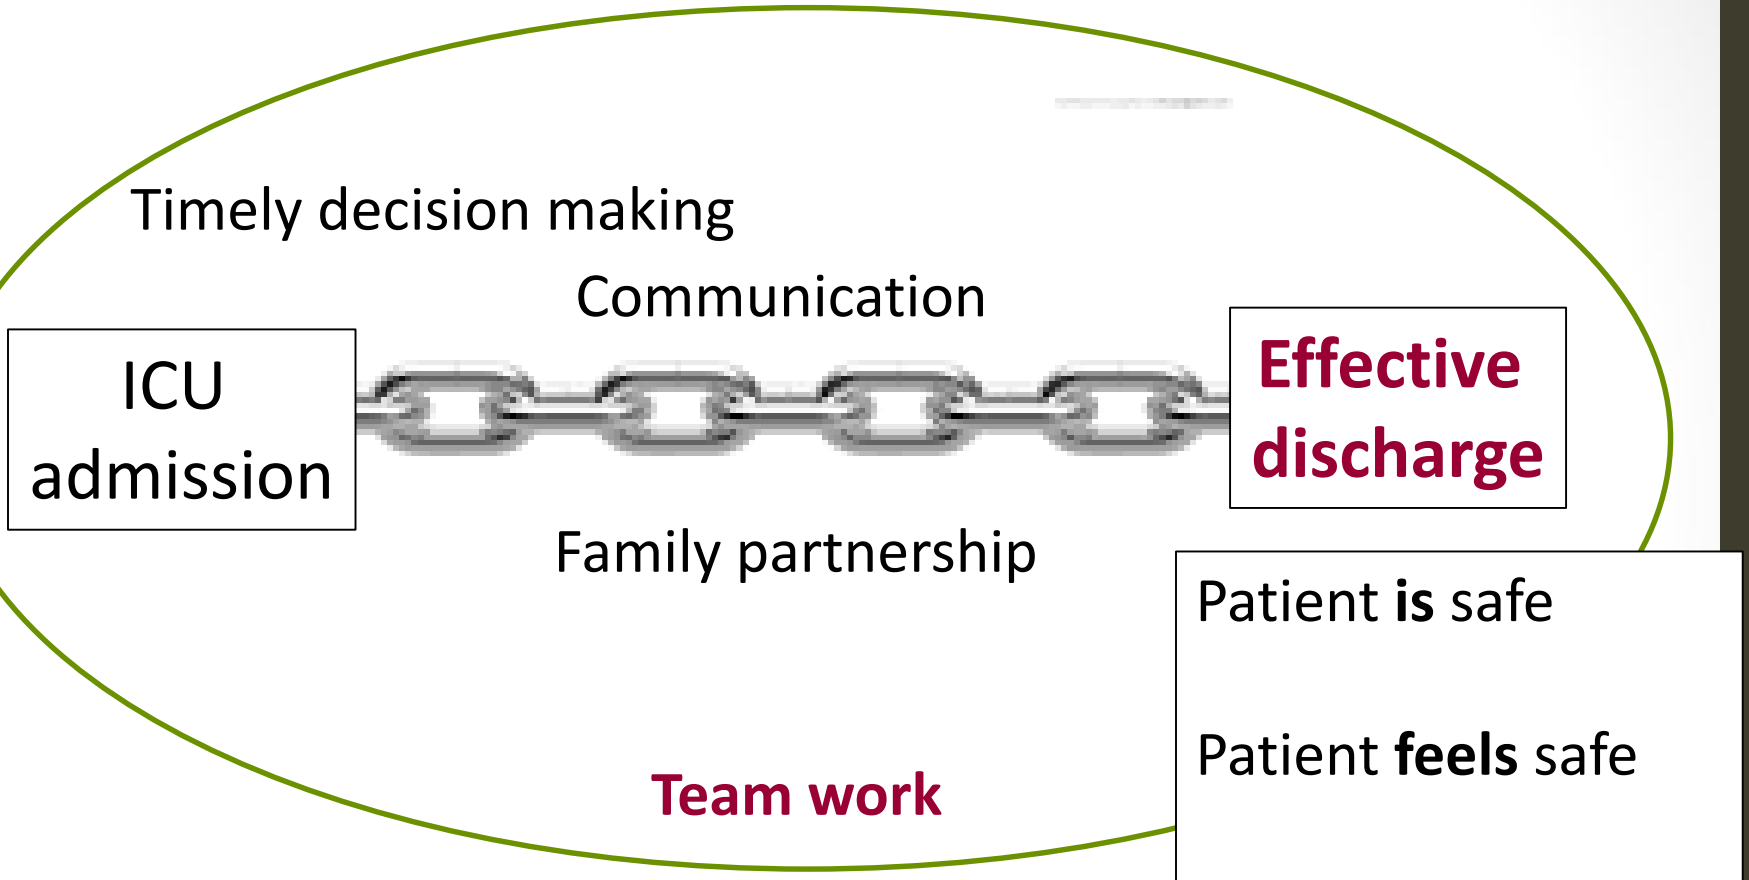 Timely decision making
Communication
ICU
admission
Effective
discharge
Family partnership
Patient is safe
Patient feels safe
Team work